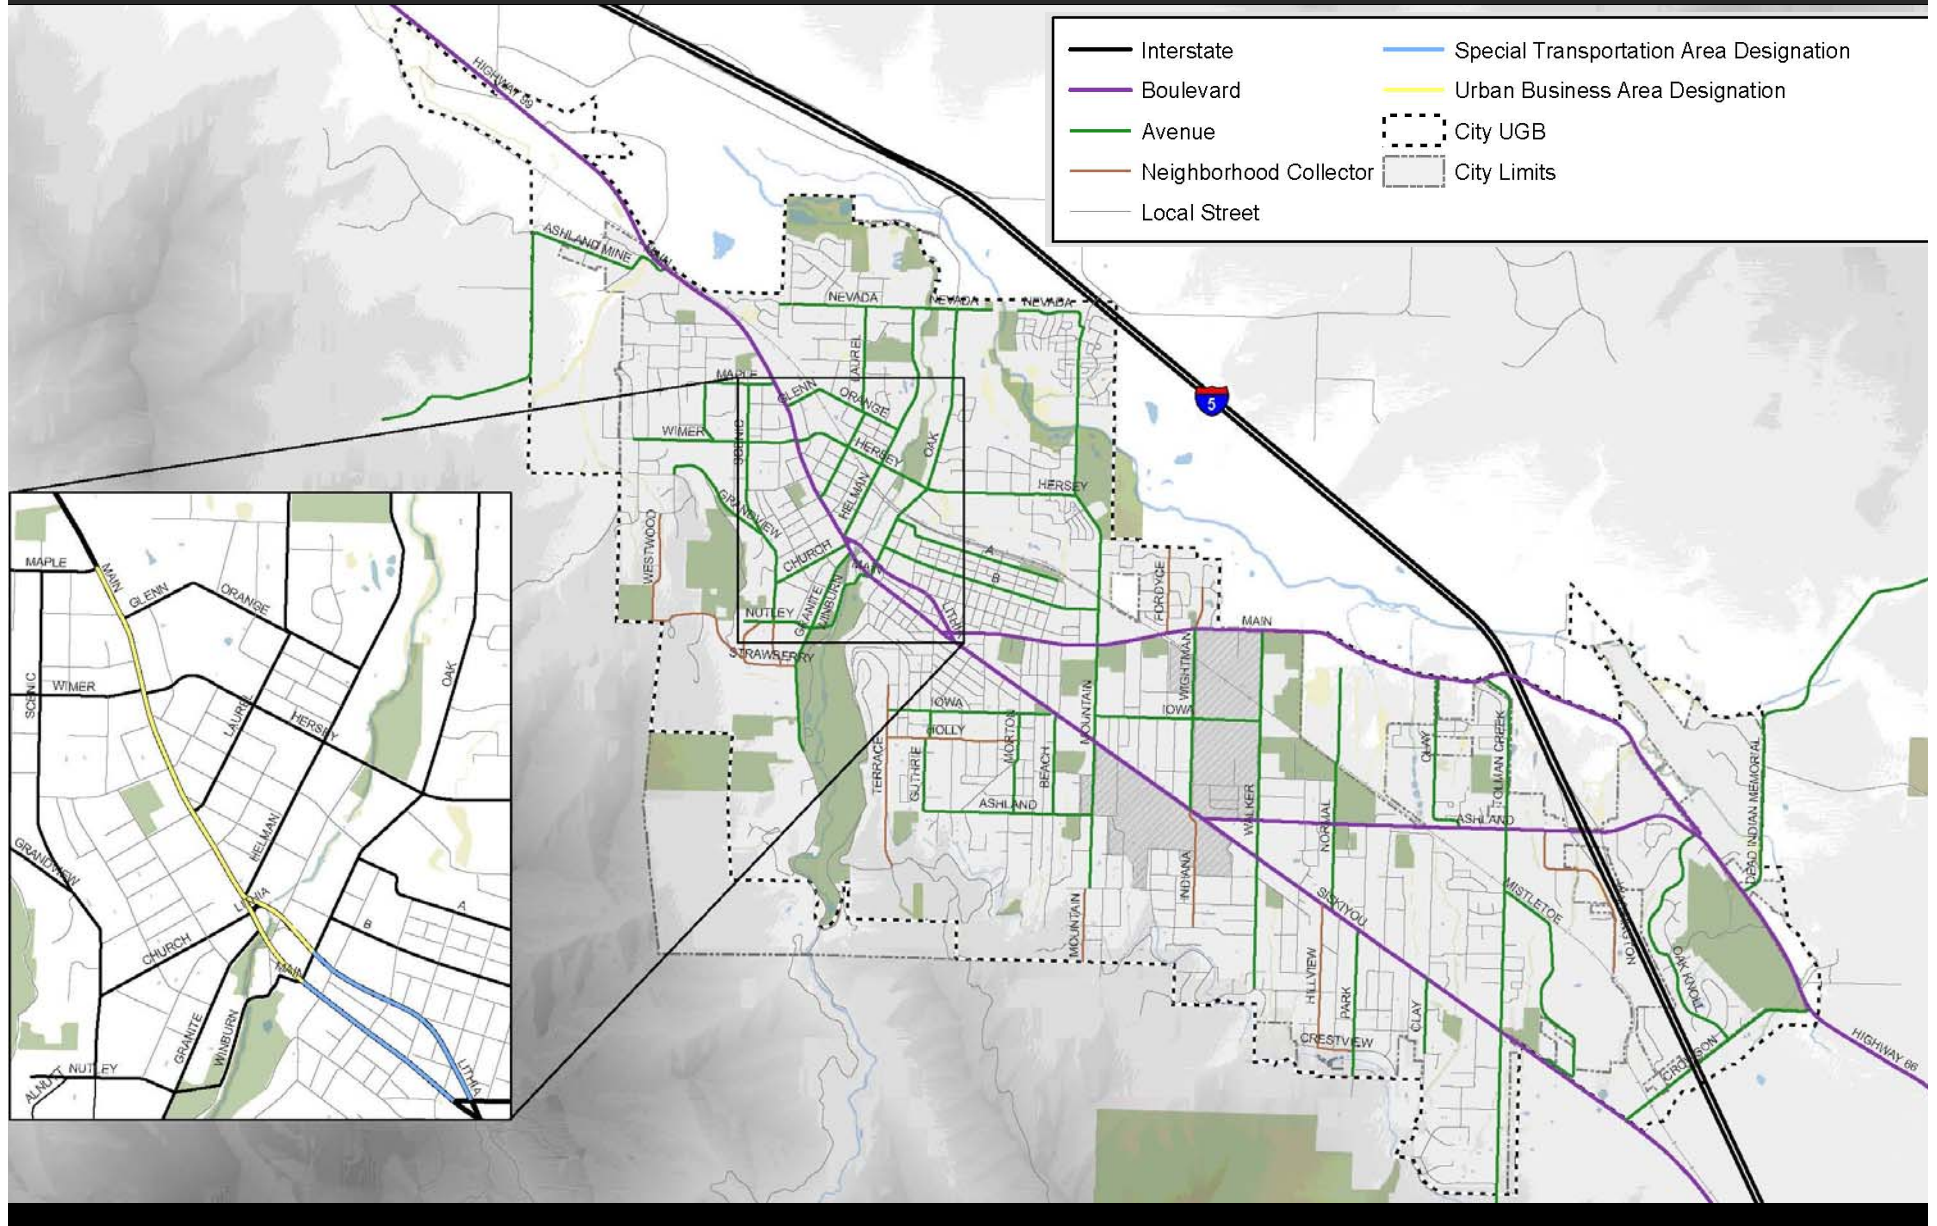 Interstate
Boulevard
Avenue
Neighborhood Collector
Local Street
Special Transportation Area Designation
Urban Business Area Designation
City UGB
City Limits
HIGHWAY 99
ASHLAND MINE
MAIN
NEVADA
NEVADA
NEVADA
LAUREL
MAPLE
GLENN
ORANGE
WIMER
SCENIC
HERSEY
OAK
HELMAN
HERSEY
GRANDVIEW
CHURCH
WESTWOOD
A
B
MAIN
LITHIA
GRANITE
WINBURN
NUTLEY
STRAWBERRY
FORDYCE
MAIN
WIGHTMAN
IOWA
IOWA
HOLLY
MORTON
MOUNTAIN
TERRACE
GUTHRIE
BEACH
ASHLAND
WALKER
NORMAL
CLAY
TOLMAN CREEK
ASHLAND
DEAD INDIAN MEMORIAL
INDIANA
MOUNTAIN
SISKIYOU
MISTLETOE
HILLVIEW
PARK
CLAY
CRESTVIEW
OAK KNOLL
CROWSON
HIGHWAY 66
5
MAPLE
MAIN
GLENN
ORANGE
SCENIC
WIMER
LAUREL
HERSEY
OAK
HELMAN
GRANDVIEW
LITHIA
CHURCH
A
B
MAIN
GRANITE
WINBURN
NUTLEY
LITHIA